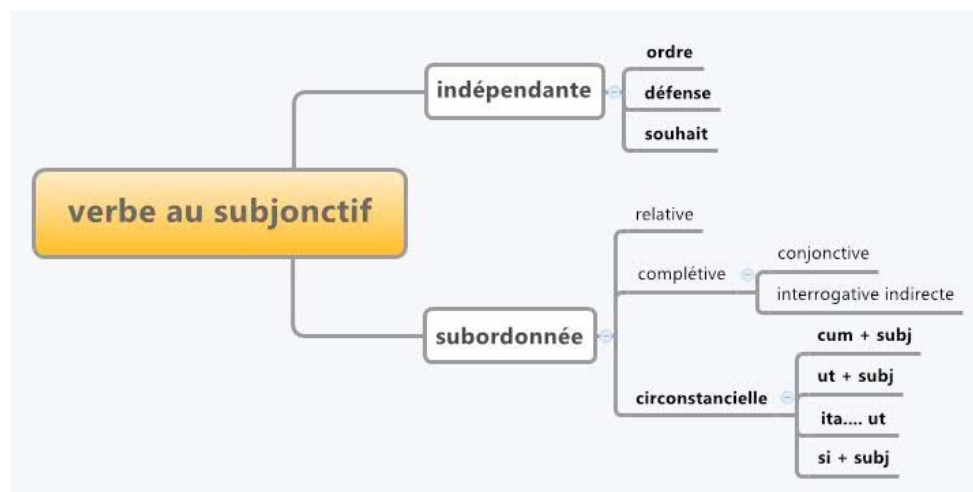 verbe au subjonctif
indépendante
ordre
défense
souhait
subordonnée
relative
complétive
conjonctive
interrogative indirecte
circonstancielle
cum + subj
ut + subj
ita.... ut
si + subj